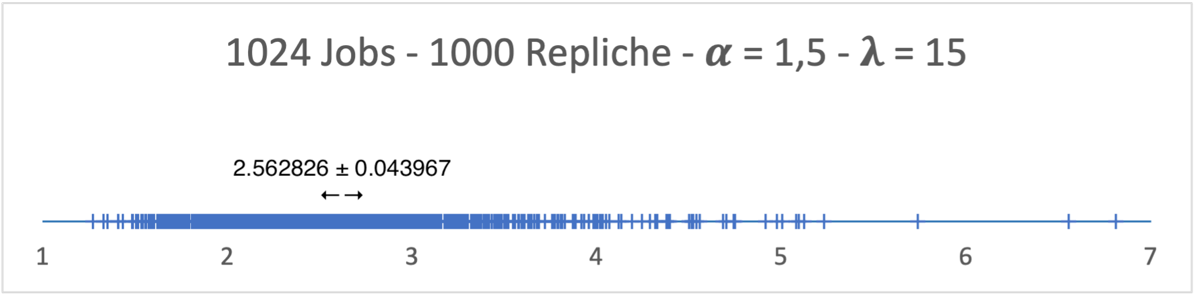 1024 Jobs - 1000 Repliche - α = 1,5 - λ = 15
2.562826 ± 0.043967
1 2 3 4 5 6 7